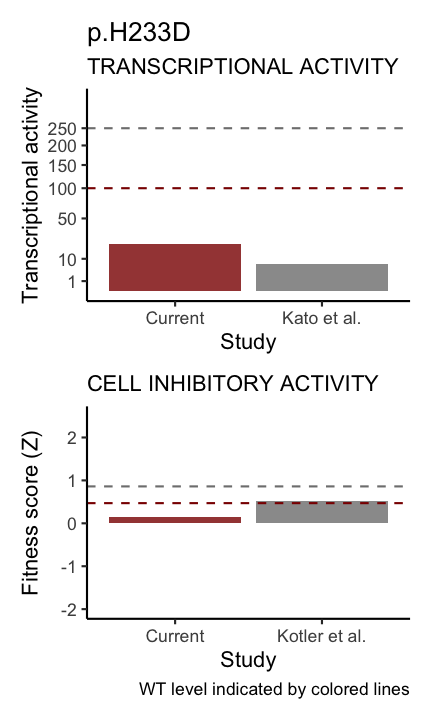 p.H233D
TRANSCRIPTIONAL ACTIVITY
Transcriptional activity
250
200
150
100
50
10
1
Current
Kato et al.
Study
CELL INHIBITORY ACTIVITY
Fitness score (Z)
2
1
0
-1
-2
Current
Kotler et al.
Study
WT level indicated by colored lines